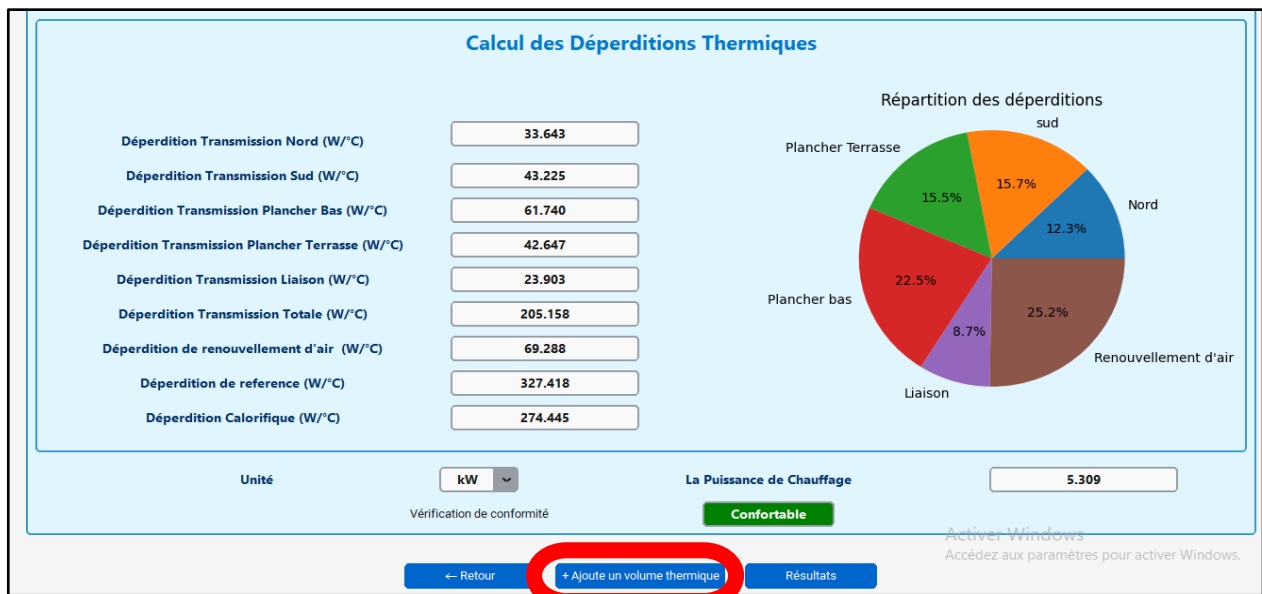 Calcul des Déperditions Thermiques
Déperdition Transmission Nord (W/°C) 33.643
Déperdition Transmission Sud (W/°C) 43.225
Déperdition Transmission Plancher Bas (W/°C) 61.740
Déperdition Transmission Plancher Terrasse (W/°C) 42.647
Déperdition Transmission Liaison (W/°C) 23.903
Déperdition Transmission Totale (W/°C) 205.158
Déperdition de renouvellement d'air (W/°C) 69.288
Déperdition de reference (W/°C) 327.418
Déperdition Calorifique (W/°C) 274.445
Répartition des déperditions
sud
Plancher Terrasse
15.7%
15.5%
Nord
12.3%
22.5%
Plancher bas
25.2%
8.7%
Renouvellement d'air
Liaison
Unité kW La Puissance de Chauffage 5.309
Vérification de conformité Confortable
Activer Windows
Accédez aux paramètres pour activer Windows.
← Retour + Ajoute un volume thermique Résultats